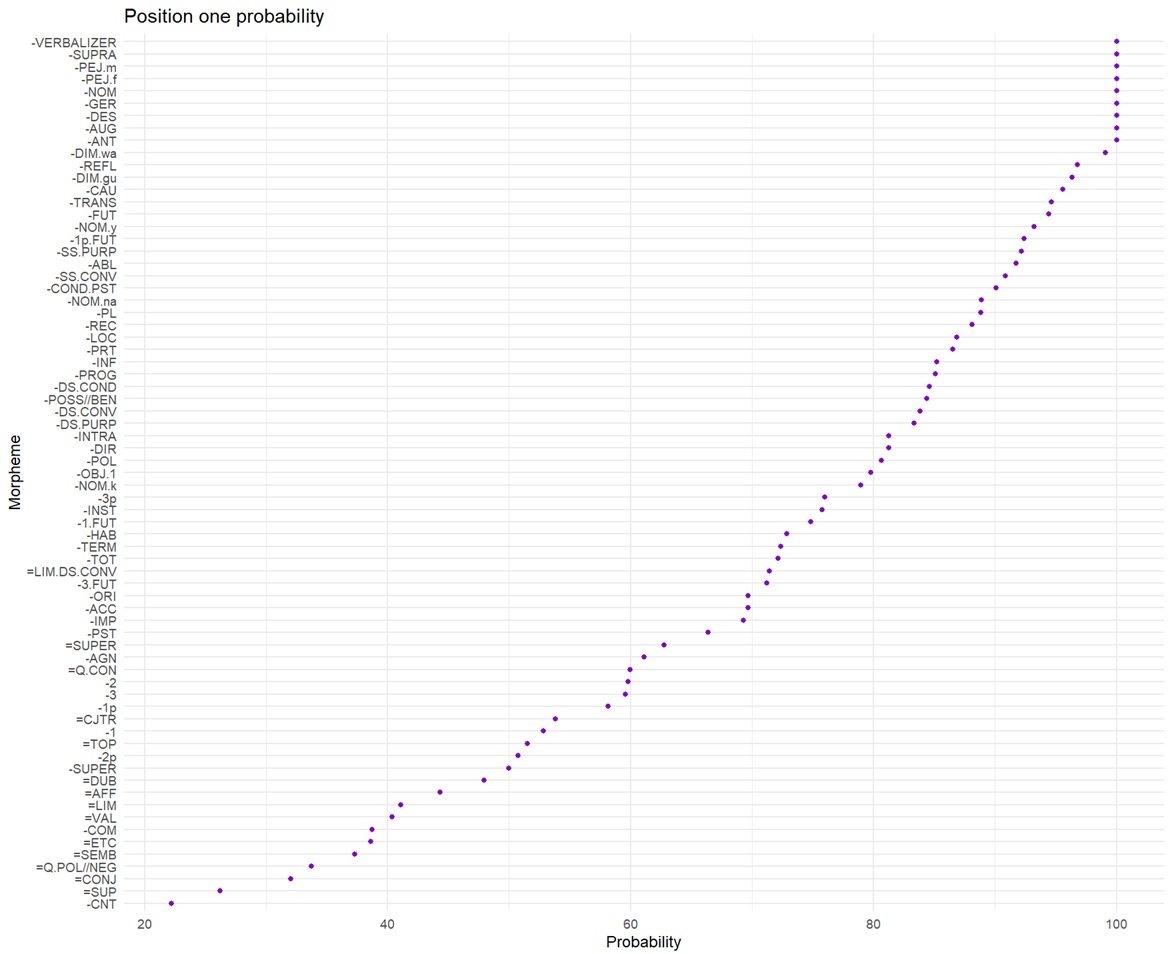 Position one probability
-VERBALIZER
-SUPRA
-PEJ.m
-PEJ.f
-NOM
-GER
-DES
-AUG
-ANT
-DIM.wa
-REFL
-DIM.gu
-CAU
-TRANS
-FUT
-NOM.y
-1p.FUT
-SS.PURP
-ABL
-SS.CONV
-COND.PST
-NOM.na
-PL
-REC
-LOC
-PRT
-INF
-PROG
-DS.COND
-POSS//BEN
-DS.CONV
-DS.PURP
-INTRA
-DIR
-POL
-OBJ.1
-NOM.k
-3p
-INST
-1.FUT
-HAB
-TERM
-TOT
=LIM.DS.CONV
-3.FUT
-ORI
-ACC
-IMP
-PST
=SUPER
-AGN
=Q.CON
-2
-3
-1p
=CJTR
-1
=TOP
-2p
-SUPER
=DUB
=AFF
=LIM
=VAL
-COM
=ETC
=SEMB
=Q.POL//NEG
=CONJ
=SUP
-CNT
Morpheme
20 40 60 80 100
Probability